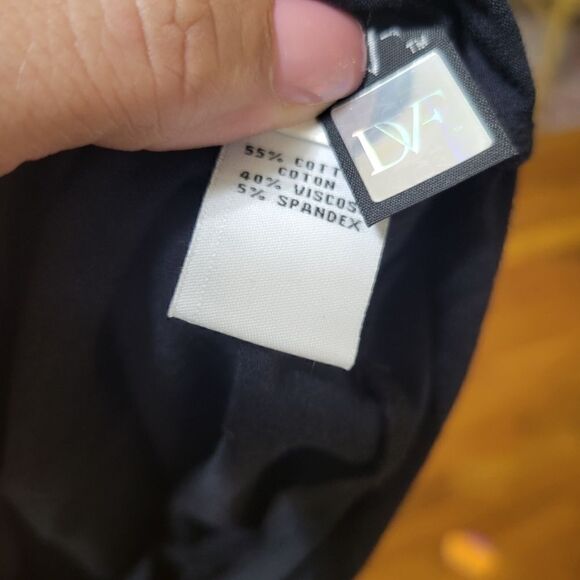 DVF
55% COTT
COTON
40% VISCOS
5% SPANDEX